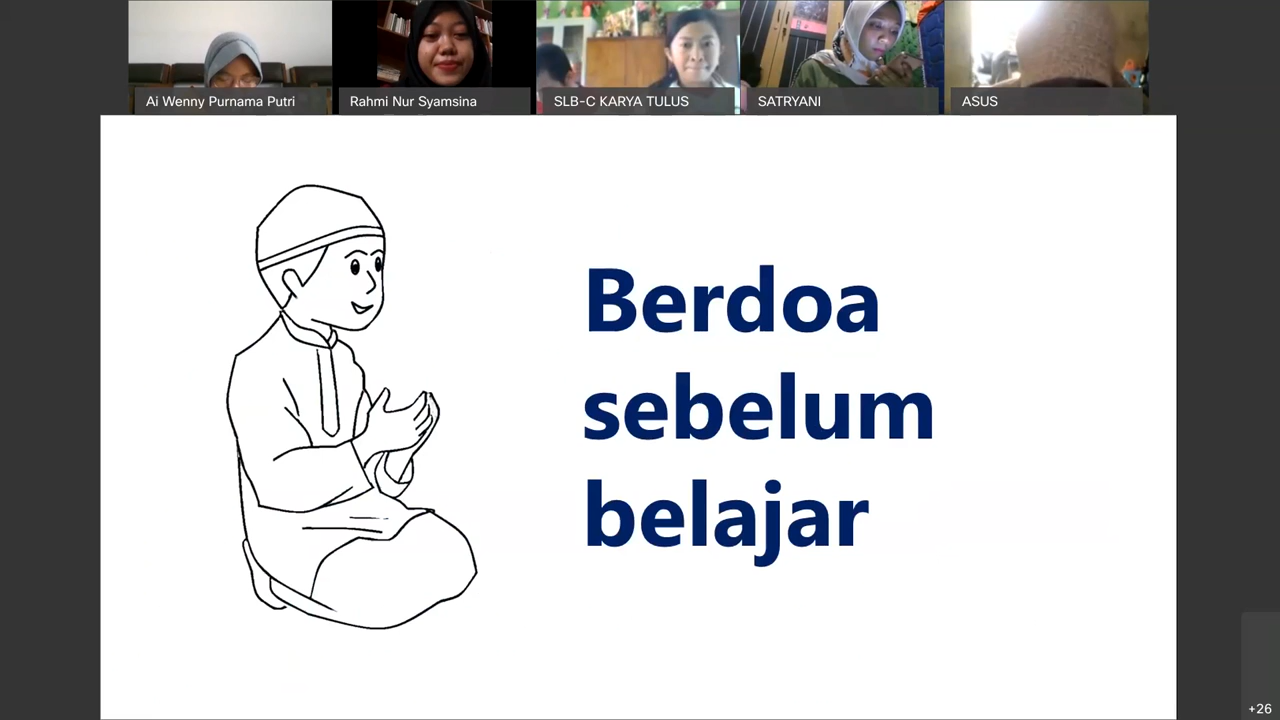 Ai Wenny Purnama Putri
Rahmi Nur Syamsina
SLB-C KARYA TULUS
SATRYANI
ASUS
Berdoa
sebelum
belajar
+26